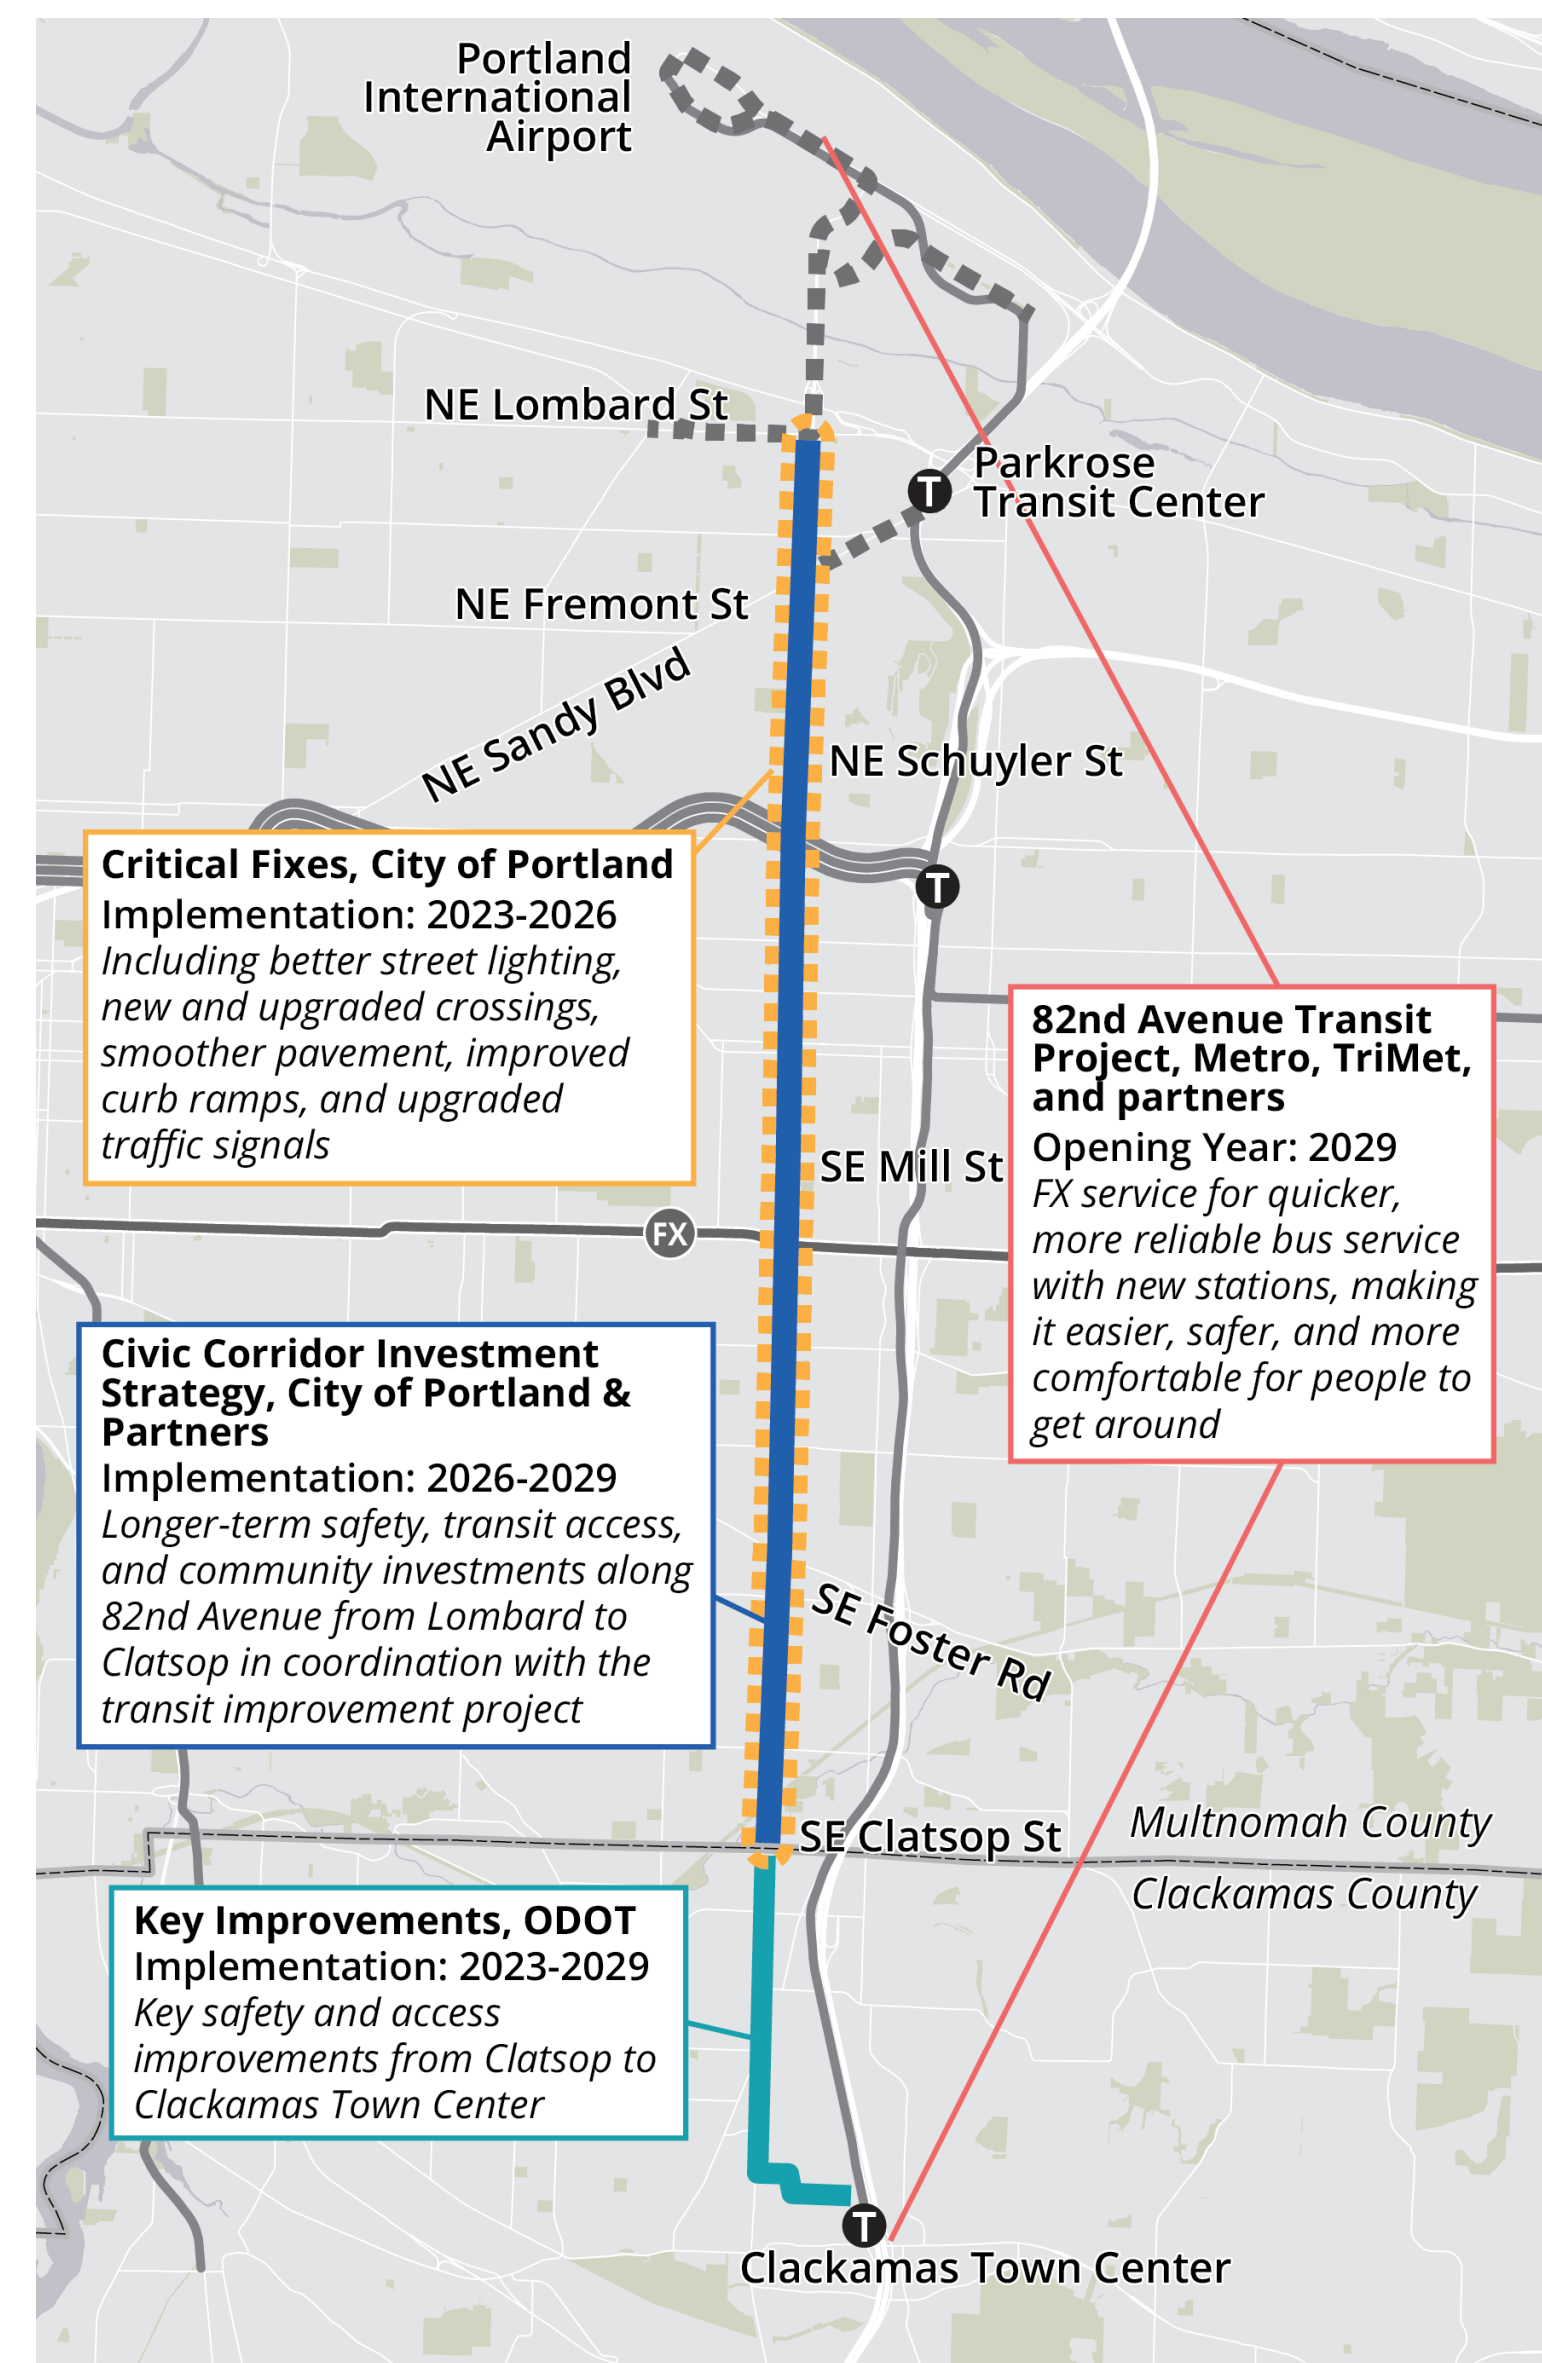 Portland
International
Airport
NE Lombard St
Parkrose
Transit Center
T
NE Fremont St
NE Sandy Blvd
NE Schuyler St
T
Critical Fixes, City of Portland
Implementation: 2023-2026
Including better street lighting,
new and upgraded crossings,
smoother pavement, improved
curb ramps, and upgraded
traffic signals
82nd Avenue Transit
Project, Metro, TriMet,
and partners
Opening Year: 2029
FX service for quicker,
more reliable bus service
with new stations, making
it easier, safer, and more
comfortable for people to
get around
SE Mill St
FX
Civic Corridor Investment
Strategy, City of Portland &
Partners
Implementation: 2026-2029
Longer-term safety, transit access,
and community investments along
82nd Avenue from Lombard to
Clatsop in coordination with the
transit improvement project
SE Foster Rd
SE Clatsop St
Multnomah County
Clackamas County
Key Improvements, ODOT
Implementation: 2023-2029
Key safety and access
improvements from Clatsop to
Clackamas Town Center
T
Clackamas Town Center